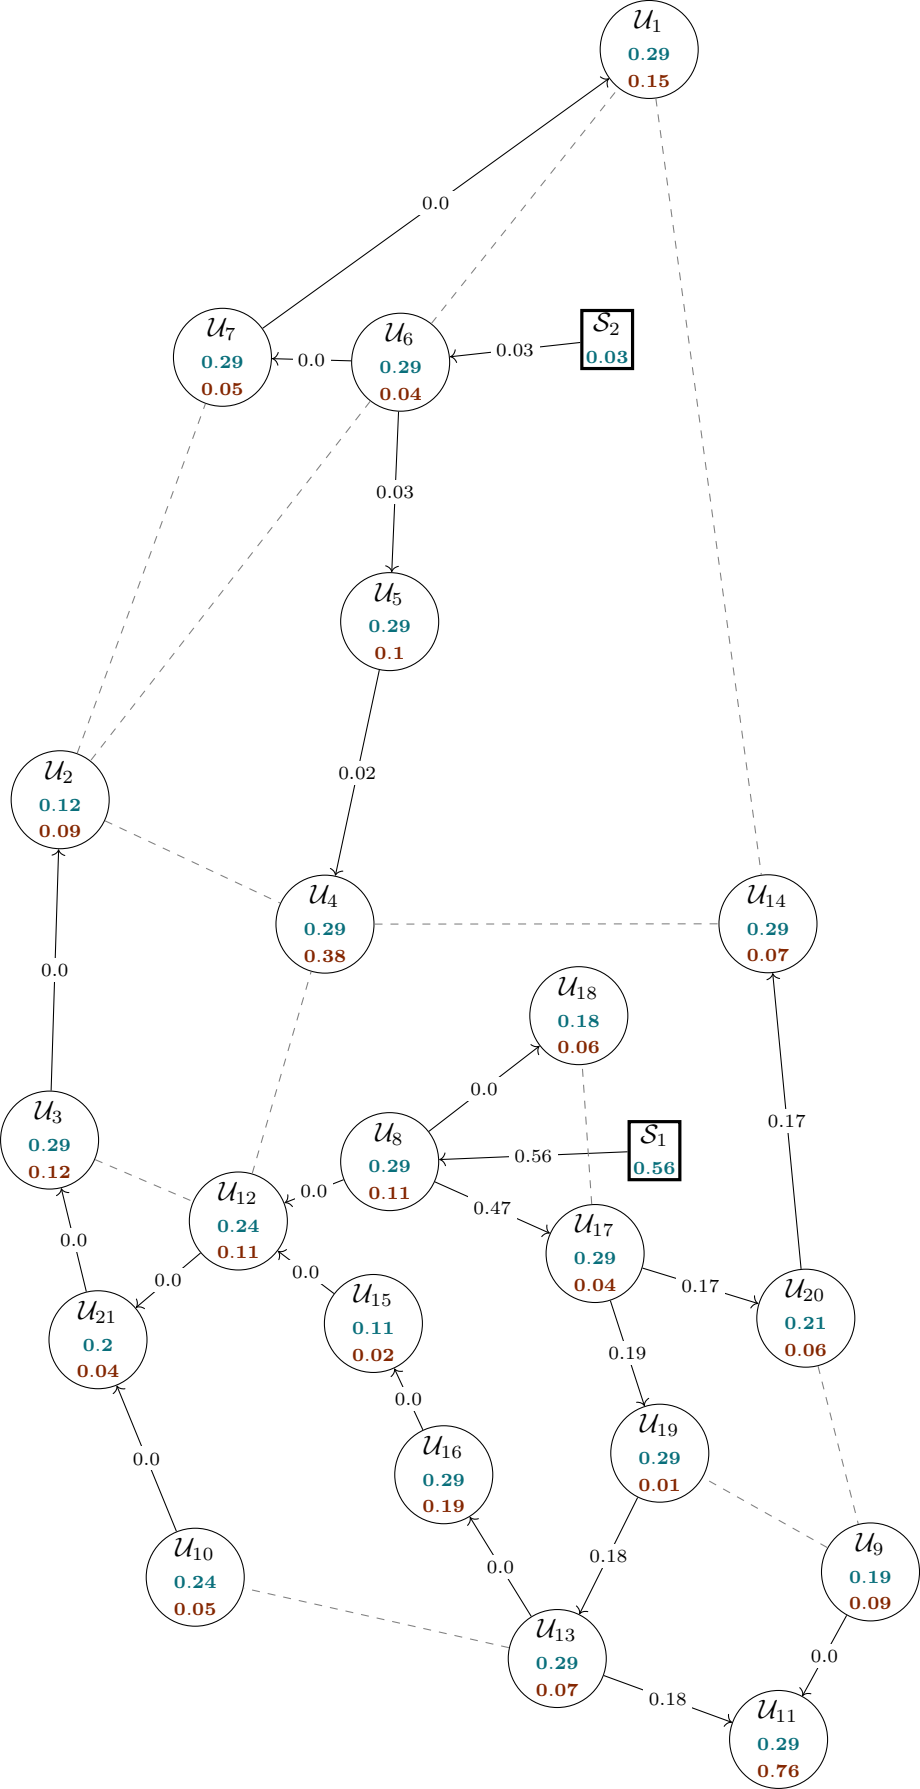 𝒰₁
0.29
0.15
0.0
𝒰₇
0.29
0.05
0.0
𝒰₆
0.29
0.04
0.03
𝒮₂
0.03
0.03
𝒰₅
0.29
0.1
0.02
𝒰₂
0.12
0.09
𝒰₄
0.29
0.38
𝒰₁₄
0.29
0.07
0.0
𝒰₁₈
0.18
0.06
0.0
0.17
𝒰₃
0.29
0.12
𝒰₈
0.29
0.11
0.56
𝒮₁
0.56
𝒰₁₂
0.24
0.11
0.0
0.47
𝒰₁₇
0.29
0.04
0.0
0.0
0.0
0.17
𝒰₂₁
0.2
0.04
𝒰₁₅
0.11
0.02
𝒰₂₀
0.21
0.06
0.19
0.0
𝒰₁₉
0.29
0.01
0.0
𝒰₁₆
0.29
0.19
𝒰₁₀
0.24
0.05
0.0
0.18
𝒰₉
0.19
0.09
𝒰₁₃
0.29
0.07
0.0
0.18
𝒰₁₁
0.29
0.76